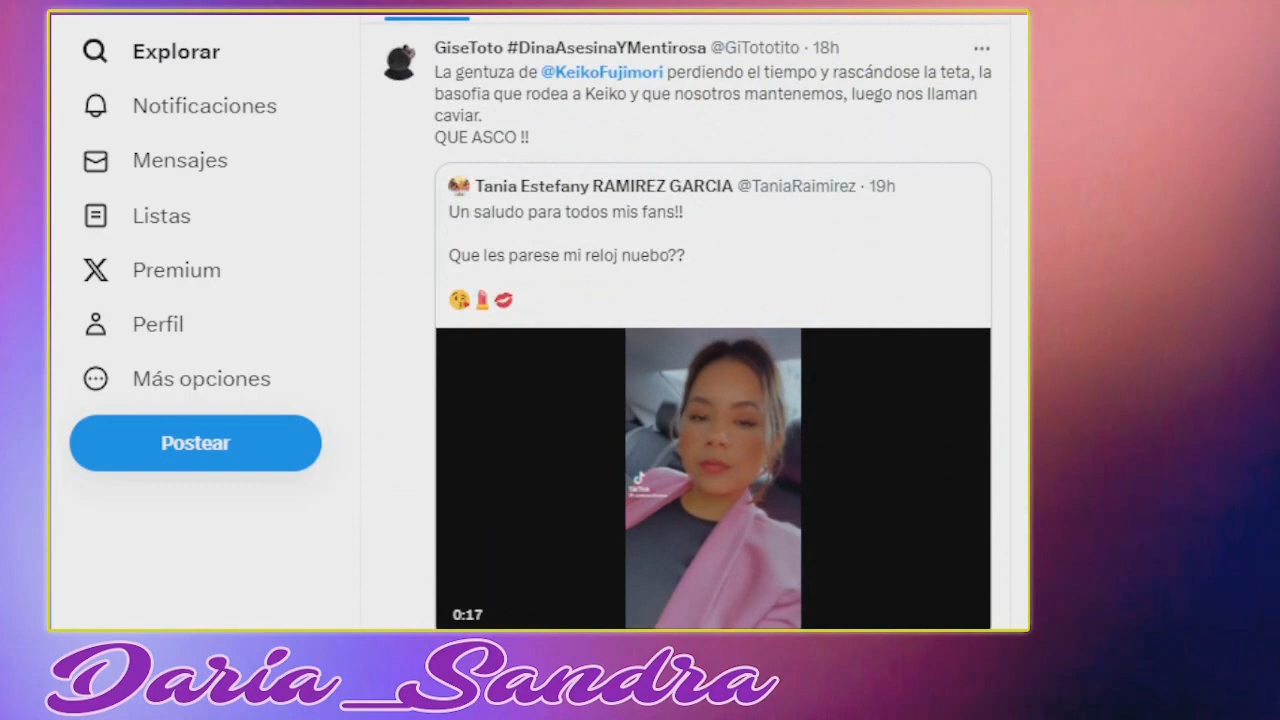 Explorar
Notificaciones
Mensajes
Listas
Premium
Perfil
Más opciones
Postear
GiseToto #DinaAsesinaYMentirosa @GiTototito · 18h
La gentuza de @KeikoFujimori perdiendo el tiempo y rascándose la teta, la
basofia que rodea a Keiko y que nosotros mantenemos, luego nos llaman
caviar.
QUE ASCO !!
Tania Estefany RAMIREZ GARCIA @TaniaRaimirez · 19h
Un saludo para todos mis fans!!
Que les parese mi reloj nuebo??
TikTok
0:17
Daria_Sandra